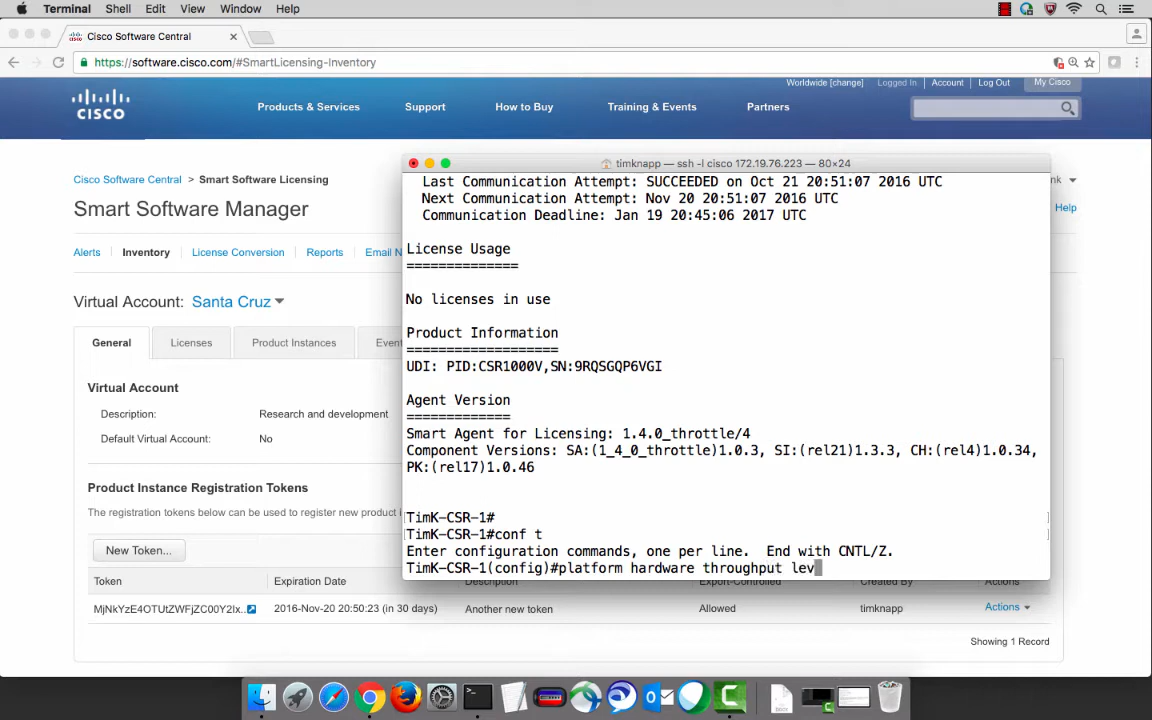 Terminal Shell Edit View Window Help
Cisco Software Central
https://software.cisco.com/#SmartLicensing-Inventory
Worldwide [change] Logged In Account Log Out My Cisco
CISCO
Products & Services Support How to Buy Training & Events Partners
Cisco Software Central > Smart Software Licensing
nk
Smart Software Manager
Help
Alerts Inventory License Conversion Reports Email N
Virtual Account: Santa Cruz
General Licenses Product Instances Event
Virtual Account
Description: Research and development
Default Virtual Account: No
Product Instance Registration Tokens
The registration tokens below can be used to register new product i
New Token...
Token Expiration Date Description Export-Controlled Created By Actions
MjNkYzE4OTUtZWFjZC00Y2Ix.. 2016-Nov-20 20:50:23 (in 30 days) Another new token Allowed timknapp Actions
Showing 1 Record
timknapp — ssh -l cisco 172.19.76.223 — 80×24
Last Communication Attempt: SUCCEEDED on Oct 21 20:51:07 2016 UTC
Next Communication Attempt: Nov 20 20:51:07 2016 UTC
Communication Deadline: Jan 19 20:45:06 2017 UTC
License Usage
==============
No licenses in use
Product Information
===================
UDI: PID:CSR1000V,SN:9RQSGQP6VGI
Agent Version
=============
Smart Agent for Licensing: 1.4.0_throttle/4
Component Versions: SA:(1_4_0_throttle)1.0.3, SI:(rel21)1.3.3, CH:(rel4)1.0.34,
PK:(rel17)1.0.46
TimK-CSR-1#
TimK-CSR-1#conf t
Enter configuration commands, one per line. End with CNTL/Z.
TimK-CSR-1(config)#platform hardware throughput lev